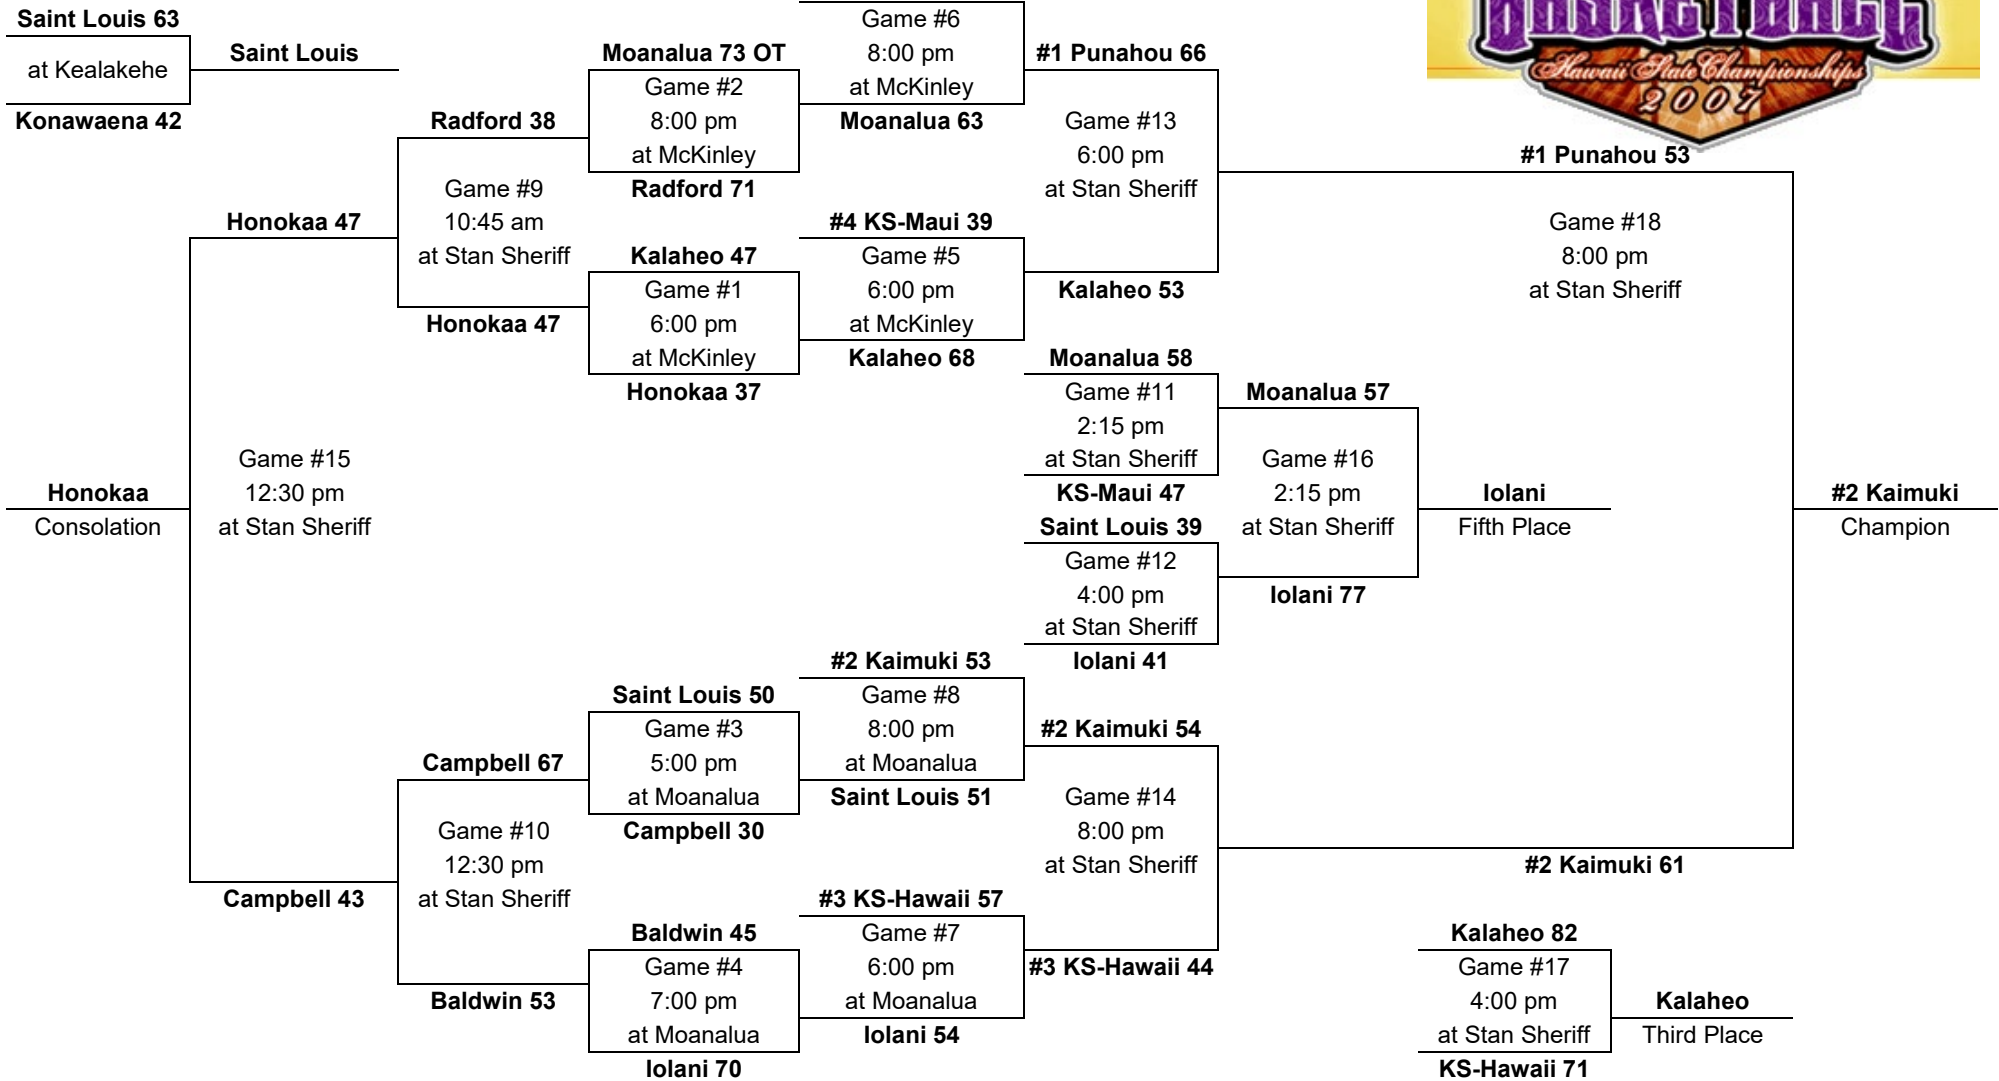 Saint Louis 63
at Kealakehe
Konawaena 42
Saint Louis
Honokaa 47
Game #15
12:30 pm
at Stan Sheriff
Campbell 43
Honokaa
Consolation
Radford 38
Game #9
10:45 am
at Stan Sheriff
Honokaa 47
Campbell 67
Game #10
12:30 pm
at Stan Sheriff
Baldwin 53
Moanalua 73 OT
Game #2
8:00 pm
at McKinley
Radford 71
Kalaheo 47
Game #1
6:00 pm
at McKinley
Honokaa 37
Saint Louis 50
Game #3
5:00 pm
at Moanalua
Campbell 30
Baldwin 45
Game #4
7:00 pm
at Moanalua
Iolani 70
Game #6
8:00 pm
at McKinley
Moanalua 63
#4 KS-Maui 39
Game #5
6:00 pm
at McKinley
Kalaheo 68
#2 Kaimuki 53
Game #8
8:00 pm
at Moanalua
Saint Louis 51
#3 KS-Hawaii 57
Game #7
6:00 pm
at Moanalua
Iolani 54
#1 Punahou 66
Game #13
6:00 pm
at Stan Sheriff
Kalaheo 53
Moanalua 58
Game #11
2:15 pm
at Stan Sheriff
KS-Maui 47
Saint Louis 39
Game #12
4:00 pm
at Stan Sheriff
Iolani 41
#2 Kaimuki 54
Game #14
8:00 pm
at Stan Sheriff
#3 KS-Hawaii 44
Moanalua 57
Game #16
2:15 pm
at Stan Sheriff
Iolani 77
Iolani
Fifth Place
BASKETBALL
Hawaii State Championships
2007
#1 Punahou 53
Game #18
8:00 pm
at Stan Sheriff
#2 Kaimuki 61
#2 Kaimuki
Champion
Kalaheo 82
Game #17
4:00 pm
at Stan Sheriff
KS-Hawaii 71
Kalaheo
Third Place